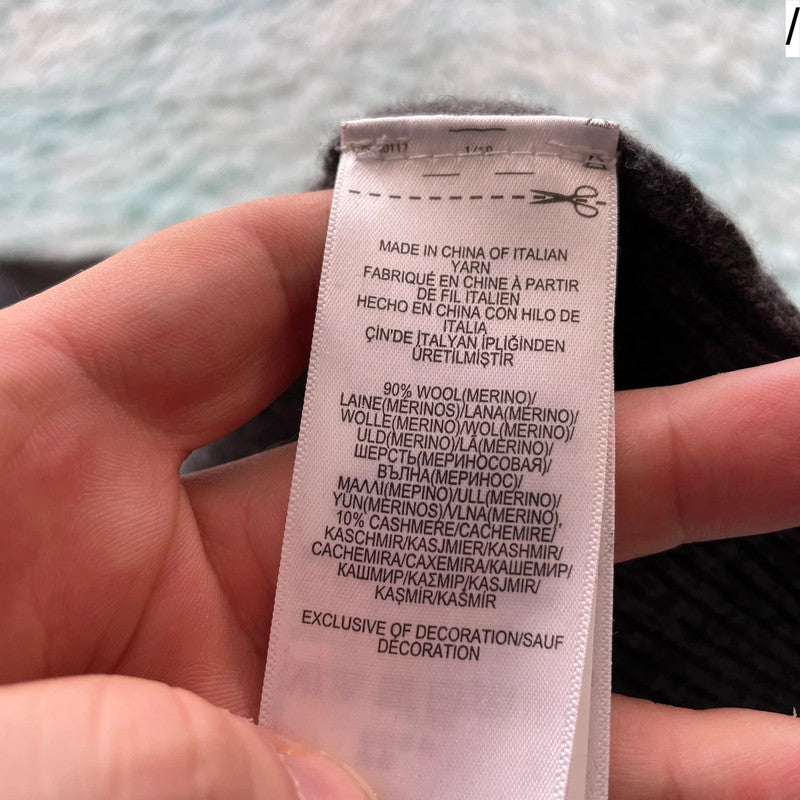 MADE IN CHINA OF ITALIAN
YARN
FABRIQUÉ EN CHINE À PARTIR
DE FIL ITALIEN
HECHO EN CHINA CON HILO DE
ITALIA
ÇİN'DE İTALYAN İPLİĞİNDEN
ÜRETİLMİŞTİR
90% WOOL(MERINO)/
LAINE(MÉRINOS)/LANA(MERINO)/
WOLLE(MERINO)/WOL(MERINO)/
ULD(MERINO)/LÃ(MERINO)/
ШЕРСТЬ(МЕРИНОСОВАЯ)/
ВЪЛНА(МЕРИНОС)/
ΜΑΛΛΙ(ΜΕΡΙΝΟ)/ULL(MERINO)/
YÜN(MERİNOS)/VLNA(MERINO),
10% CASHMERE/CACHEMIRE/
KASCHMIR/KASJMIER/KASHMIR/
CACHEMIRA/CAXEMIRA/КАШЕМИР/
КАШМИР/ΚΑΣΜΙΡ/KASJMIR/
KAŞMİR/KAŠMÍR
EXCLUSIVE OF DECORATION/SAUF
DÉCORATION